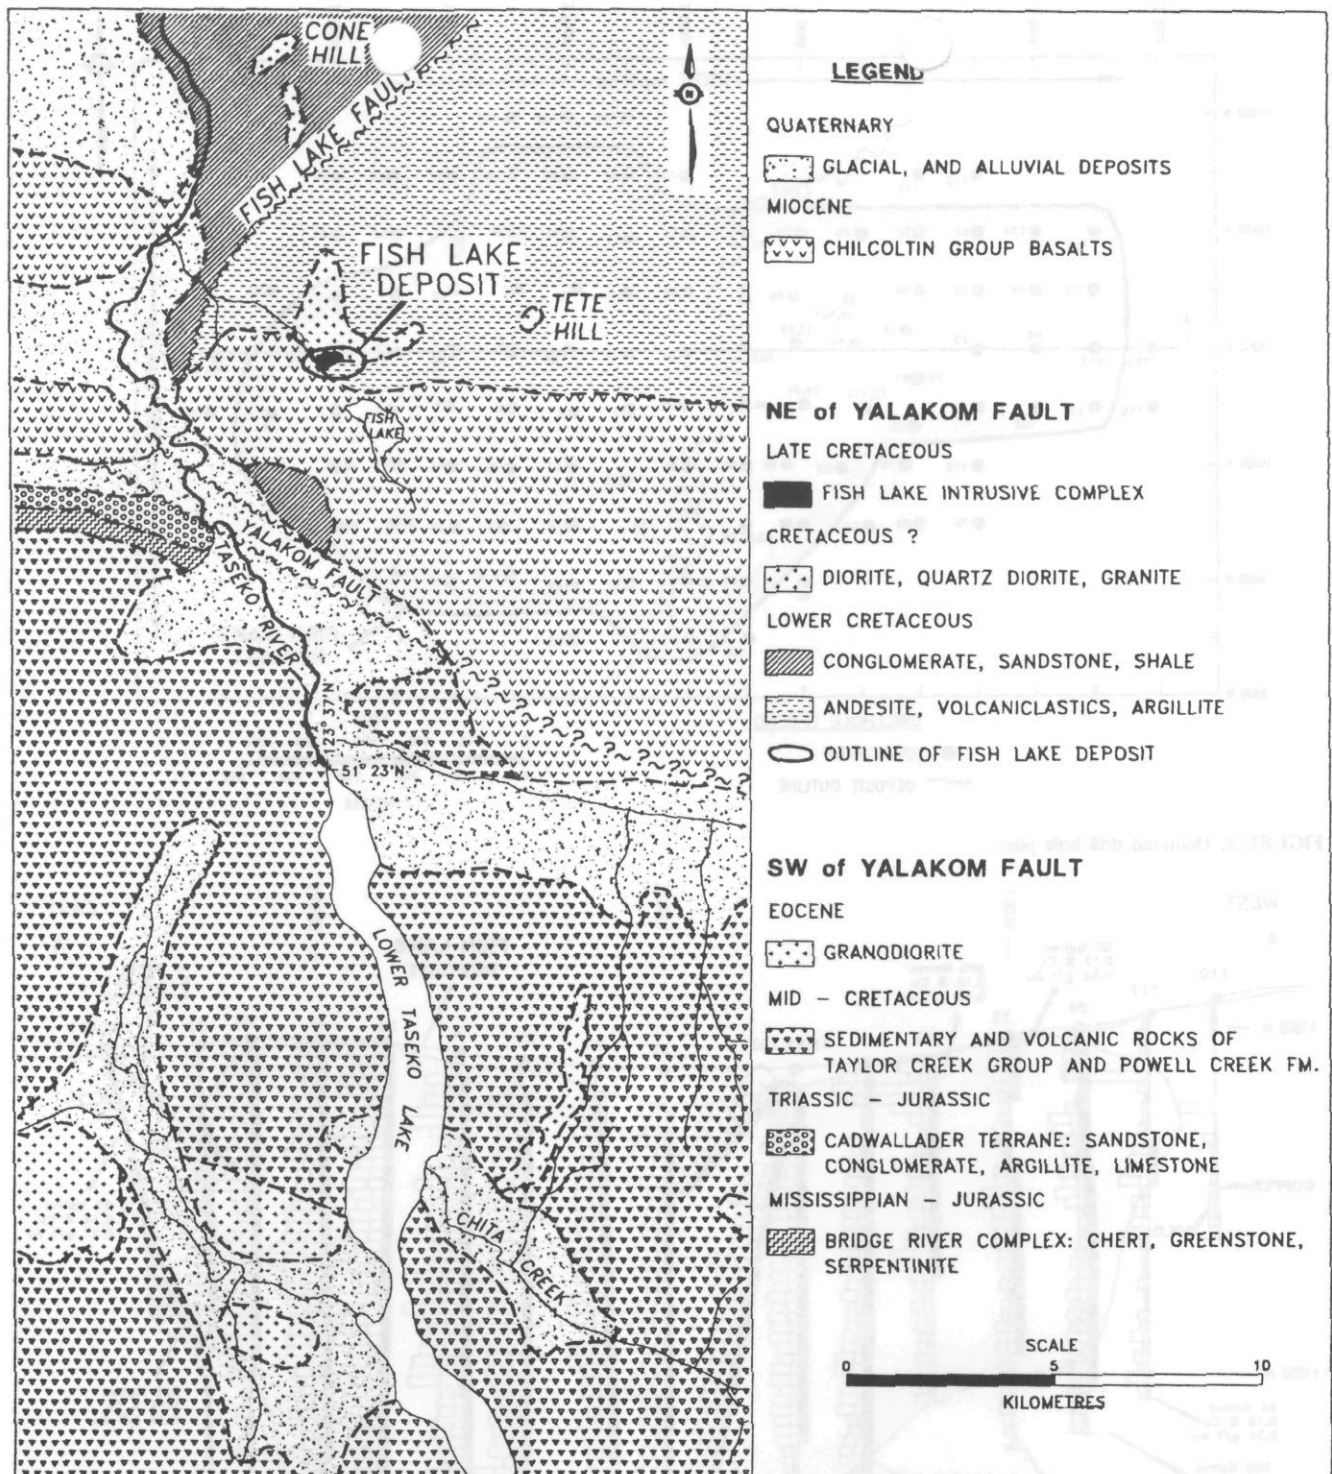 CONE
HILL
FISH LAKE FAULT
FISH LAKE
DEPOSIT
TETE
HILL
FISH
LAKE
YALAKOM FAULT
TASEKO RIVER
123° 37'N
51° 23'N
LOWER TASEKO LAKE
CHITA CREEK
N
LEGEND
QUATERNARY
GLACIAL, AND ALLUVIAL DEPOSITS
MIOCENE
CHILCOLTIN GROUP BASALTS
NE of YALAKOM FAULT
LATE CRETACEOUS
FISH LAKE INTRUSIVE COMPLEX
CRETACEOUS ?
DIORITE, QUARTZ DIORITE, GRANITE
LOWER CRETACEOUS
CONGLOMERATE, SANDSTONE, SHALE
ANDESITE, VOLCANICLASTICS, ARGILLITE
OUTLINE OF FISH LAKE DEPOSIT
SW of YALAKOM FAULT
EOCENE
GRANODIORITE
MID - CRETACEOUS
SEDIMENTARY AND VOLCANIC ROCKS OF
TAYLOR CREEK GROUP AND POWELL CREEK FM.
TRIASSIC - JURASSIC
CADWALLADER TERRANE: SANDSTONE,
CONGLOMERATE, ARGILLITE, LIMESTONE
MISSISSIPPIAN - JURASSIC
BRIDGE RIVER COMPLEX: CHERT, GREENSTONE,
SERPENTINITE
SCALE
0 5 10
KILOMETRES